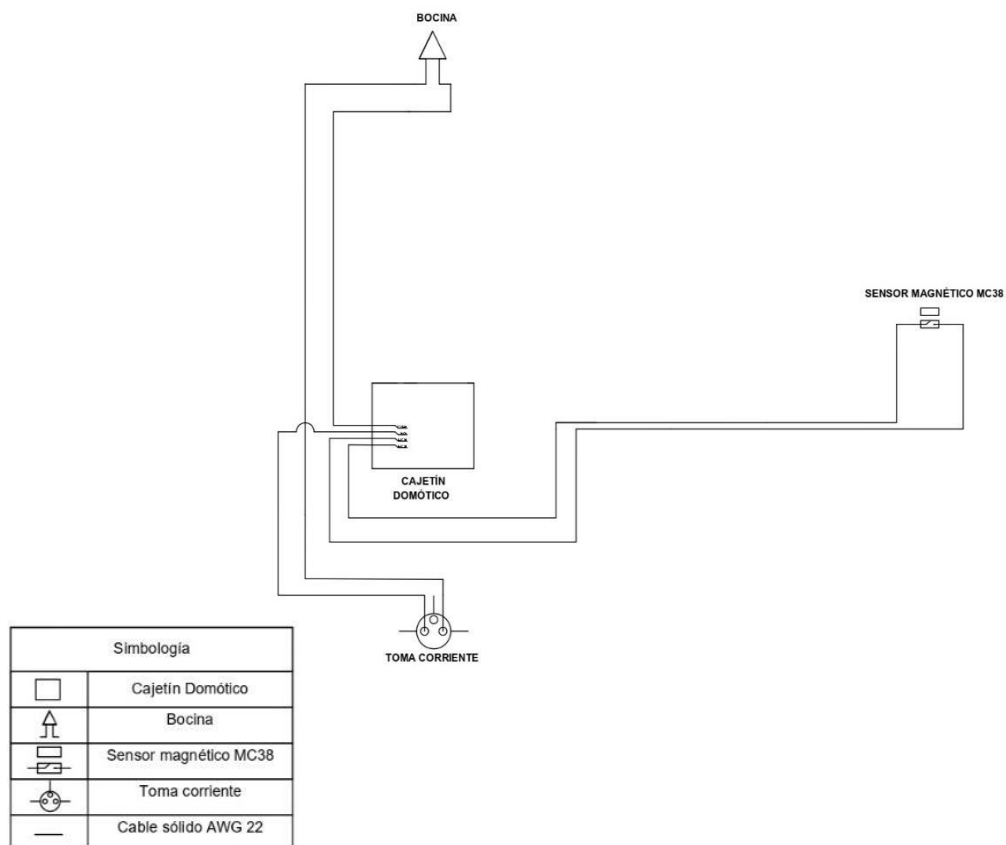 BOCINA
SENSOR MAGNÉTICO MC38
CAJETÍN
DOMÓTICO
TOMA CORRIENTE
Simbología
Cajetín Domótico
Bocina
Sensor magnético MC38
Toma corriente
Cable sólido AWG 22